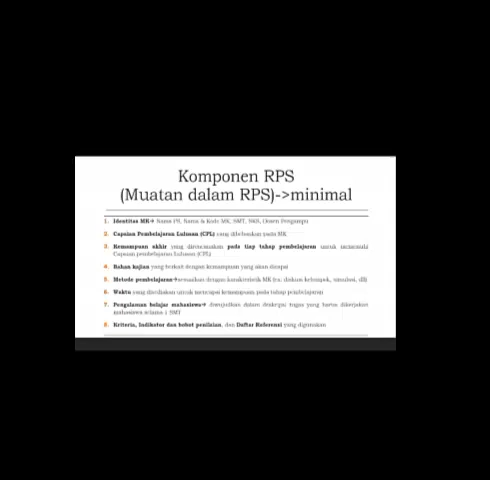 Komponen RPS
(Muatan dalam RPS)->minimal
1. Identitas MK→ Nama PS, Nama & Kode MK, SMT, SKS, Dosen Pengampu
2. Capaian Pembelajaran Lulusan (CPL) yang dibebankan pada MK
3. Kemampuan akhir yang direncanakan pada tiap tahap pembelajaran untuk memenuhi
Capaian pembelajaran lulusan (CPL)
4. Bahan kajian yang terkait dengan kemampuan yang akan dicapai
5. Metode pembelajaran→sesuaikan dengan karakteristik MK (ex: diskusi kelompok, simulasi, dll)
6. Waktu yang disediakan untuk mencapai kemampuan pada tahap pembelajaran
7. Pengalaman belajar mahasiswa→ diwujudkan dalam deskripsi tugas yang harus dikerjakan
mahasiswa selama 1 SMT
8. Kriteria, Indikator dan bobot penilaian, dan Daftar Referensi yang digunakan